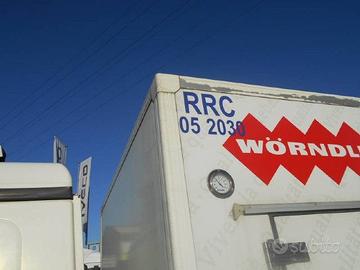 RRC
05 2030
WÖRNDL
subito